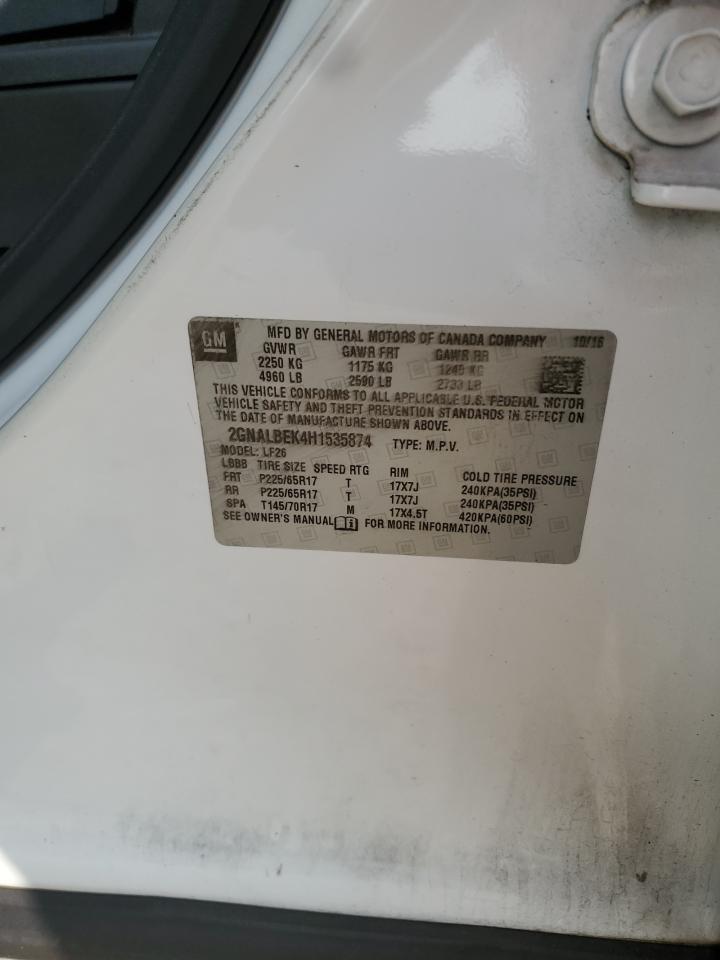 GM MFD BY GENERAL MOTORS OF CANADA COMPANY 10/16
GVWR GAWR FRT GAWR RR
2250 KG 1175 KG 1245 KG
4960 LB 2590 LB 2733 LB
THIS VEHICLE CONFORMS TO ALL APPLICABLE U.S. FEDERAL MOTOR
VEHICLE SAFETY AND THEFT PREVENTION STANDARDS IN EFFECT ON
THE DATE OF MANUFACTURE SHOWN ABOVE.
2GNALBEK4H1535874 TYPE: M.P.V.
MODEL: LF26
LBBB TIRE SIZE SPEED RTG RIM COLD TIRE PRESSURE
FRT P225/65R17 T 17X7J 240KPA(35PSI)
RR P225/65R17 T 17X7J 240KPA(35PSI)
SPA T145/70R17 M 17X4.5T 420KPA(60PSI)
SEE OWNER'S MANUAL FOR MORE INFORMATION.